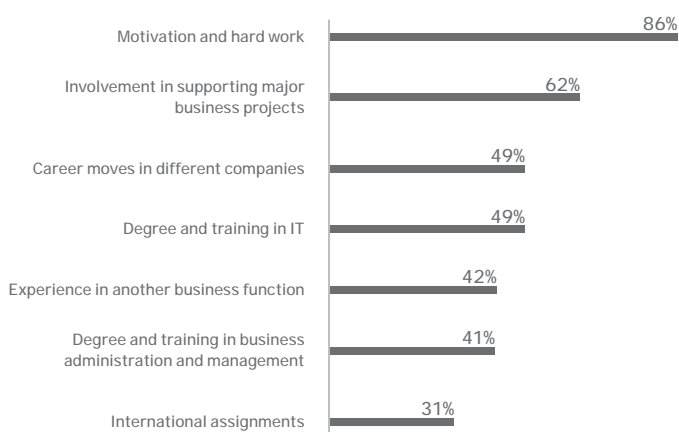 86%
Motivation and hard work
62%
Involvement in supporting major
business projects
49%
Career moves in different companies
49%
Degree and training in IT
42%
Experience in another business function
41%
Degree and training in business
administration and management
31%
International assignments